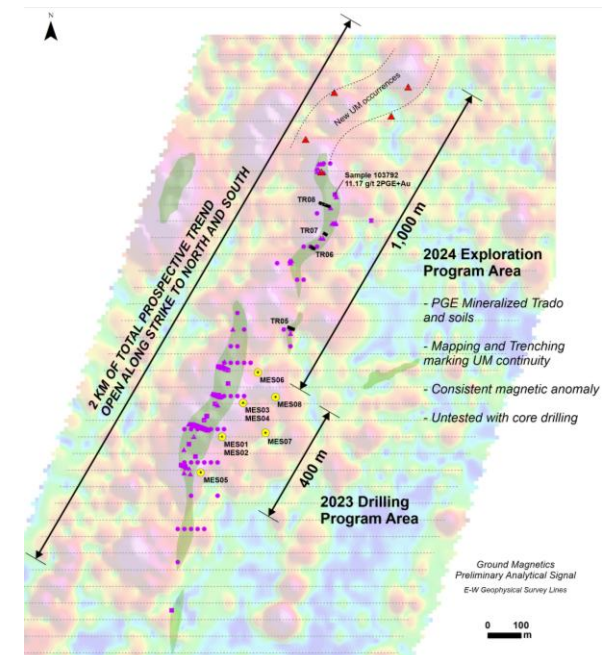 N
New UM occurrences
Sample 103792
11.17 g/t 2PGE+Au
TR08
TR07
TR06
TR05
2 KM OF TOTAL PROSPECTIVE TREND
OPEN ALONG STRIKE TO NORTH AND SOUTH
1,000 m
2024 Exploration
Program Area
- PGE Mineralized Trado
and soils
- Mapping and Trenching
marking UM continuity
- Consistent magnetic anomaly
- Untested with core drilling
MES06
MES08
MES03
MES04
MES07
MES01
MES02
MES05
400 m
2023 Drilling
Program Area
Ground Magnetics
Preliminary Analytical Signal
E-W Geophysical Survey Lines
0 100
m